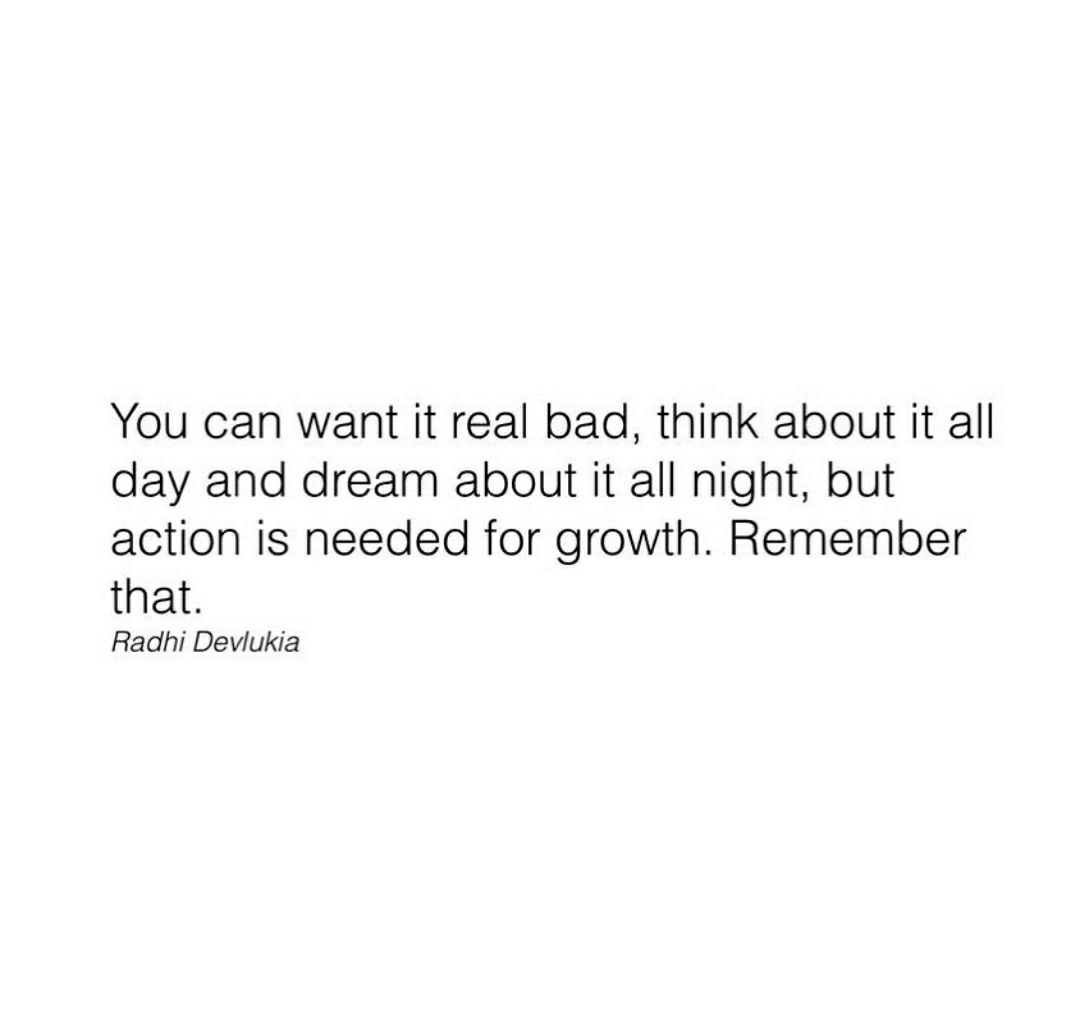 You can want it real bad, think about it all
day and dream about it all night, but
action is needed for growth. Remember
that.
Radhi Devlukia